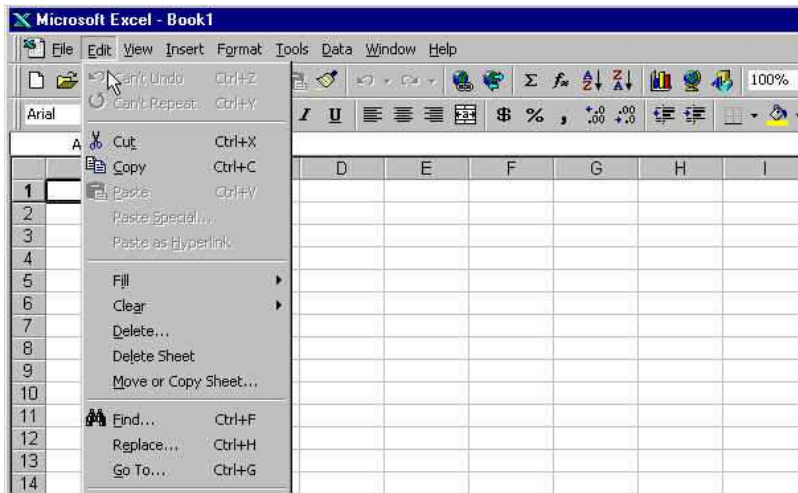 Microsoft Excel - Book1
File Edit View Insert Format Tools Data Window Help
Σ fx 100%
Arial I U $ % ,
A
D E F G H I
Can't Undo Ctrl+Z
Can't Repeat Ctrl+Y
Cut Ctrl+X
Copy Ctrl+C
Paste Ctrl+V
Paste Special...
Paste as Hyperlink
Fill
Clear
Delete...
Delete Sheet
Move or Copy Sheet...
Find... Ctrl+F
Replace... Ctrl+H
Go To... Ctrl+G
1
2
3
4
5
6
7
8
9
10
11
12
13
14